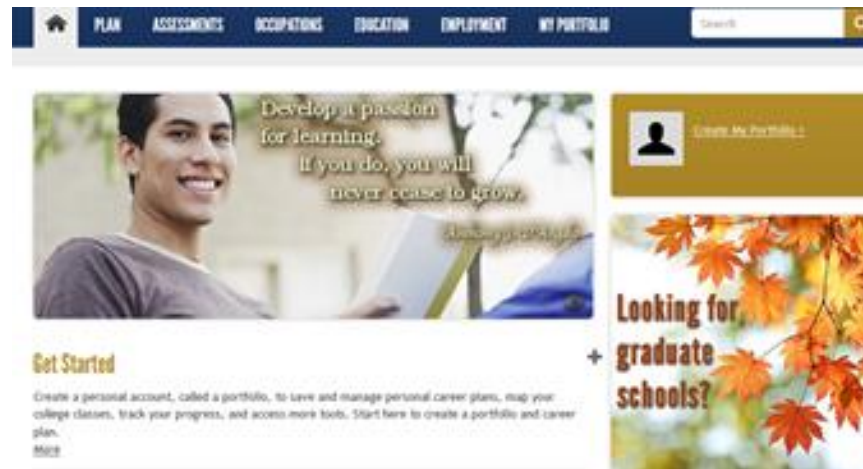 PLAN ASSESSMENTS OCCUPATIONS EDUCATION EMPLOYMENT MY PORTFOLIO Search
Develop a passion
for learning.
If you do, you will
never cease to grow.
Create My Portfolio
Looking for
graduate
schools?
Get Started
Create a personal account, called a portfolio, to save and manage personal career plans, map your
college classes, track your progress, and access more tools. Start here to create a portfolio and career
plan.
More